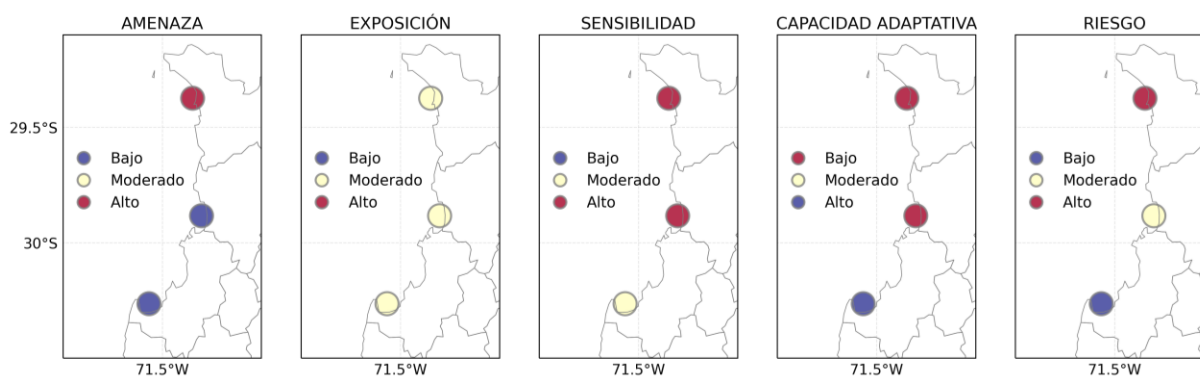 AMENAZA
EXPOSICIÓN
SENSIBILIDAD
CAPACIDAD ADAPTATIVA
RIESGO
29.5°S
30°S
Bajo
Moderado
Alto
Bajo
Moderado
Alto
Bajo
Moderado
Alto
Bajo
Moderado
Alto
Bajo
Moderado
Alto
71.5°W
71.5°W
71.5°W
71.5°W
71.5°W